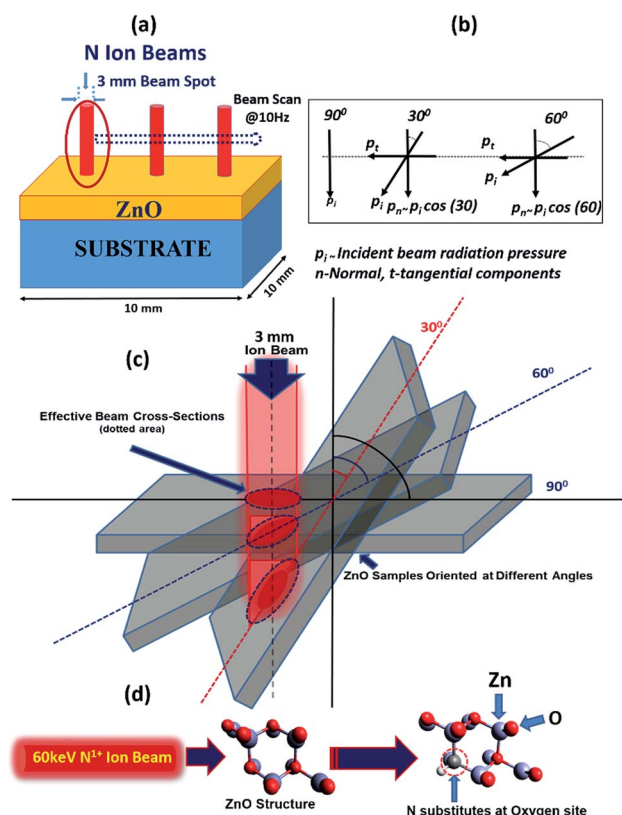 (a)
N Ion Beams
3 mm Beam Spot
Beam Scan
@10Hz
ZnO
SUBSTRATE
10 mm
10 mm
(b)
90⁰
30⁰
60⁰
pₜ
pₜ
pᵢ
pᵢ
pᵢ
pₙ~pᵢ cos (30)
pₙ~pᵢ cos (60)
pᵢ ~Incident beam radiation pressure
n-Normal, t-tangential components
(c)
3 mm
Ion Beam
30⁰
60⁰
90⁰
Effective Beam Cross-Sections
(dotted area)
ZnO Samples Oriented at Different Angles
(d)
60keV N¹⁺ Ion Beam
ZnO Structure
Zn
O
N substitutes at Oxygen site